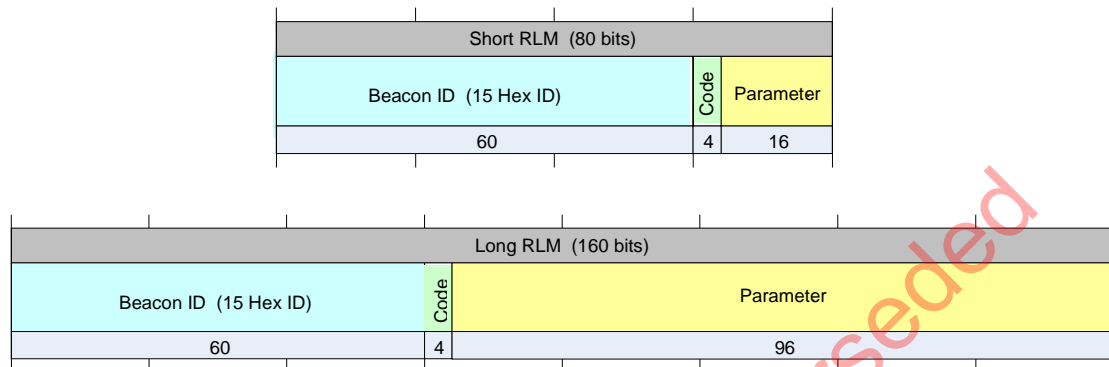 Short RLM (80 bits)
Beacon ID (15 Hex ID)
Code
Parameter
60
4
16
Long RLM (160 bits)
Beacon ID (15 Hex ID)
Code
Parameter
60
4
96